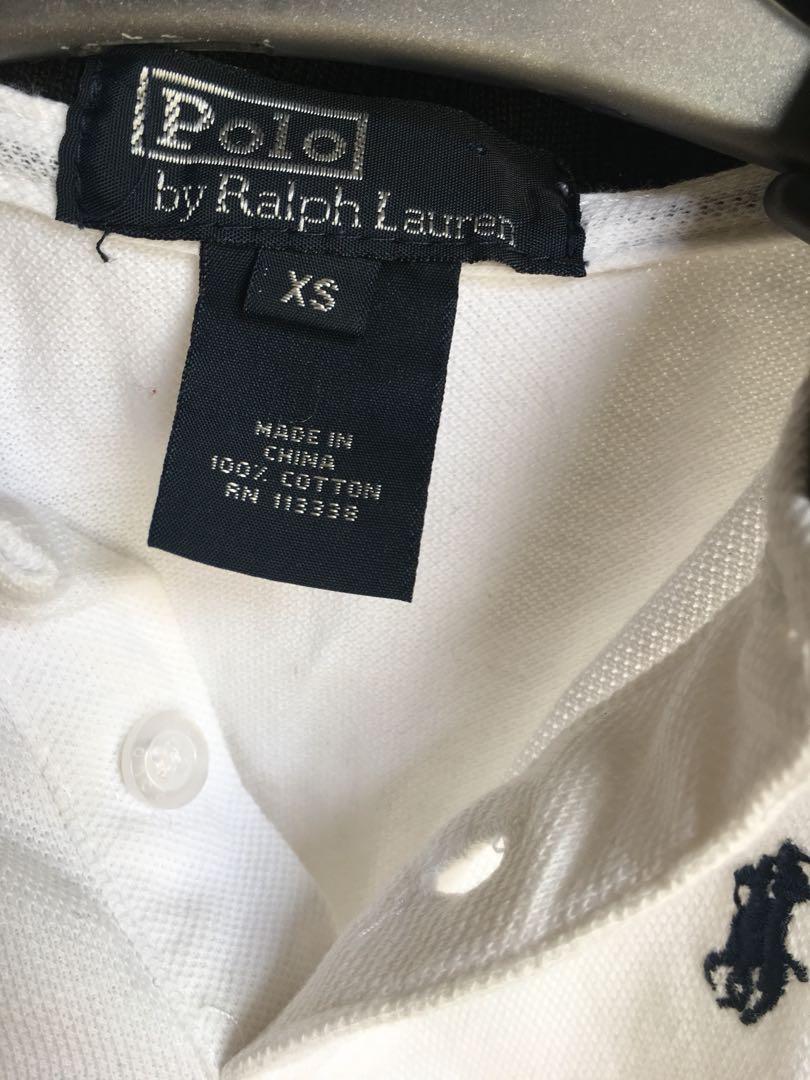 Polo
by Ralph Lauren
XS
MADE IN
CHINA
100% COTTON
RN 113338